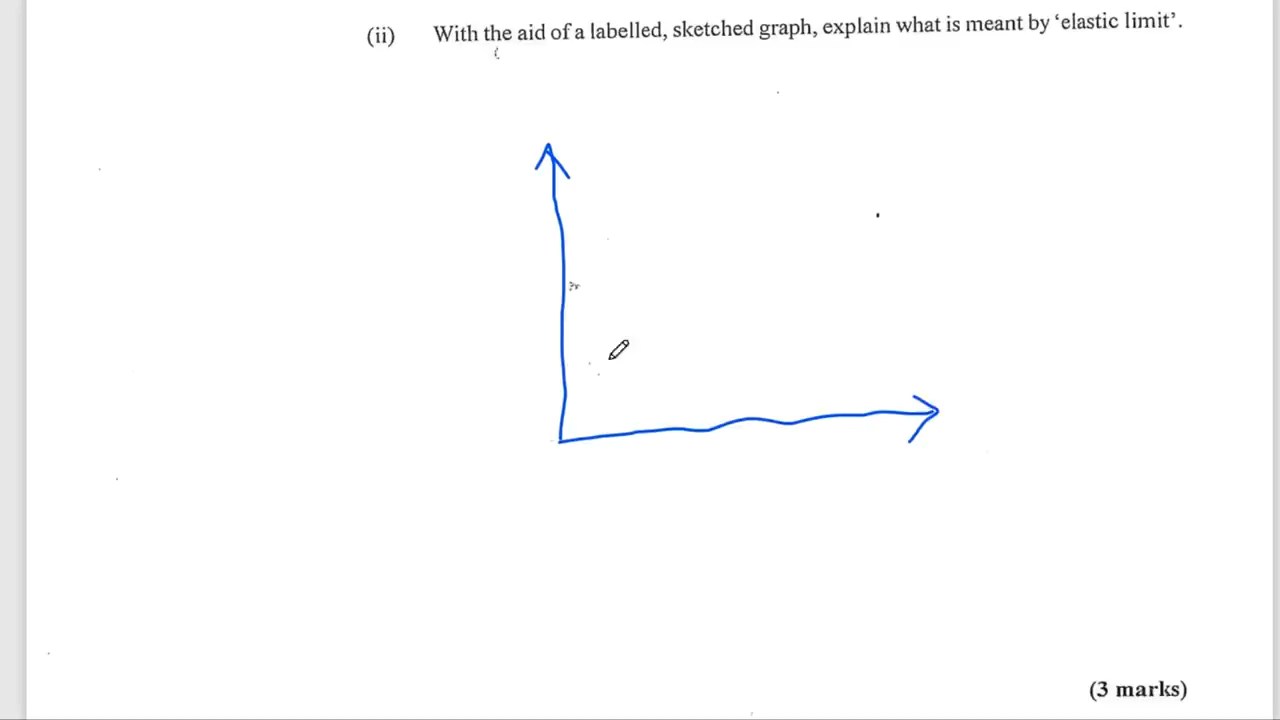 (ii) With the aid of a labelled, sketched graph, explain what is meant by ‘elastic limit’.
(3 marks)